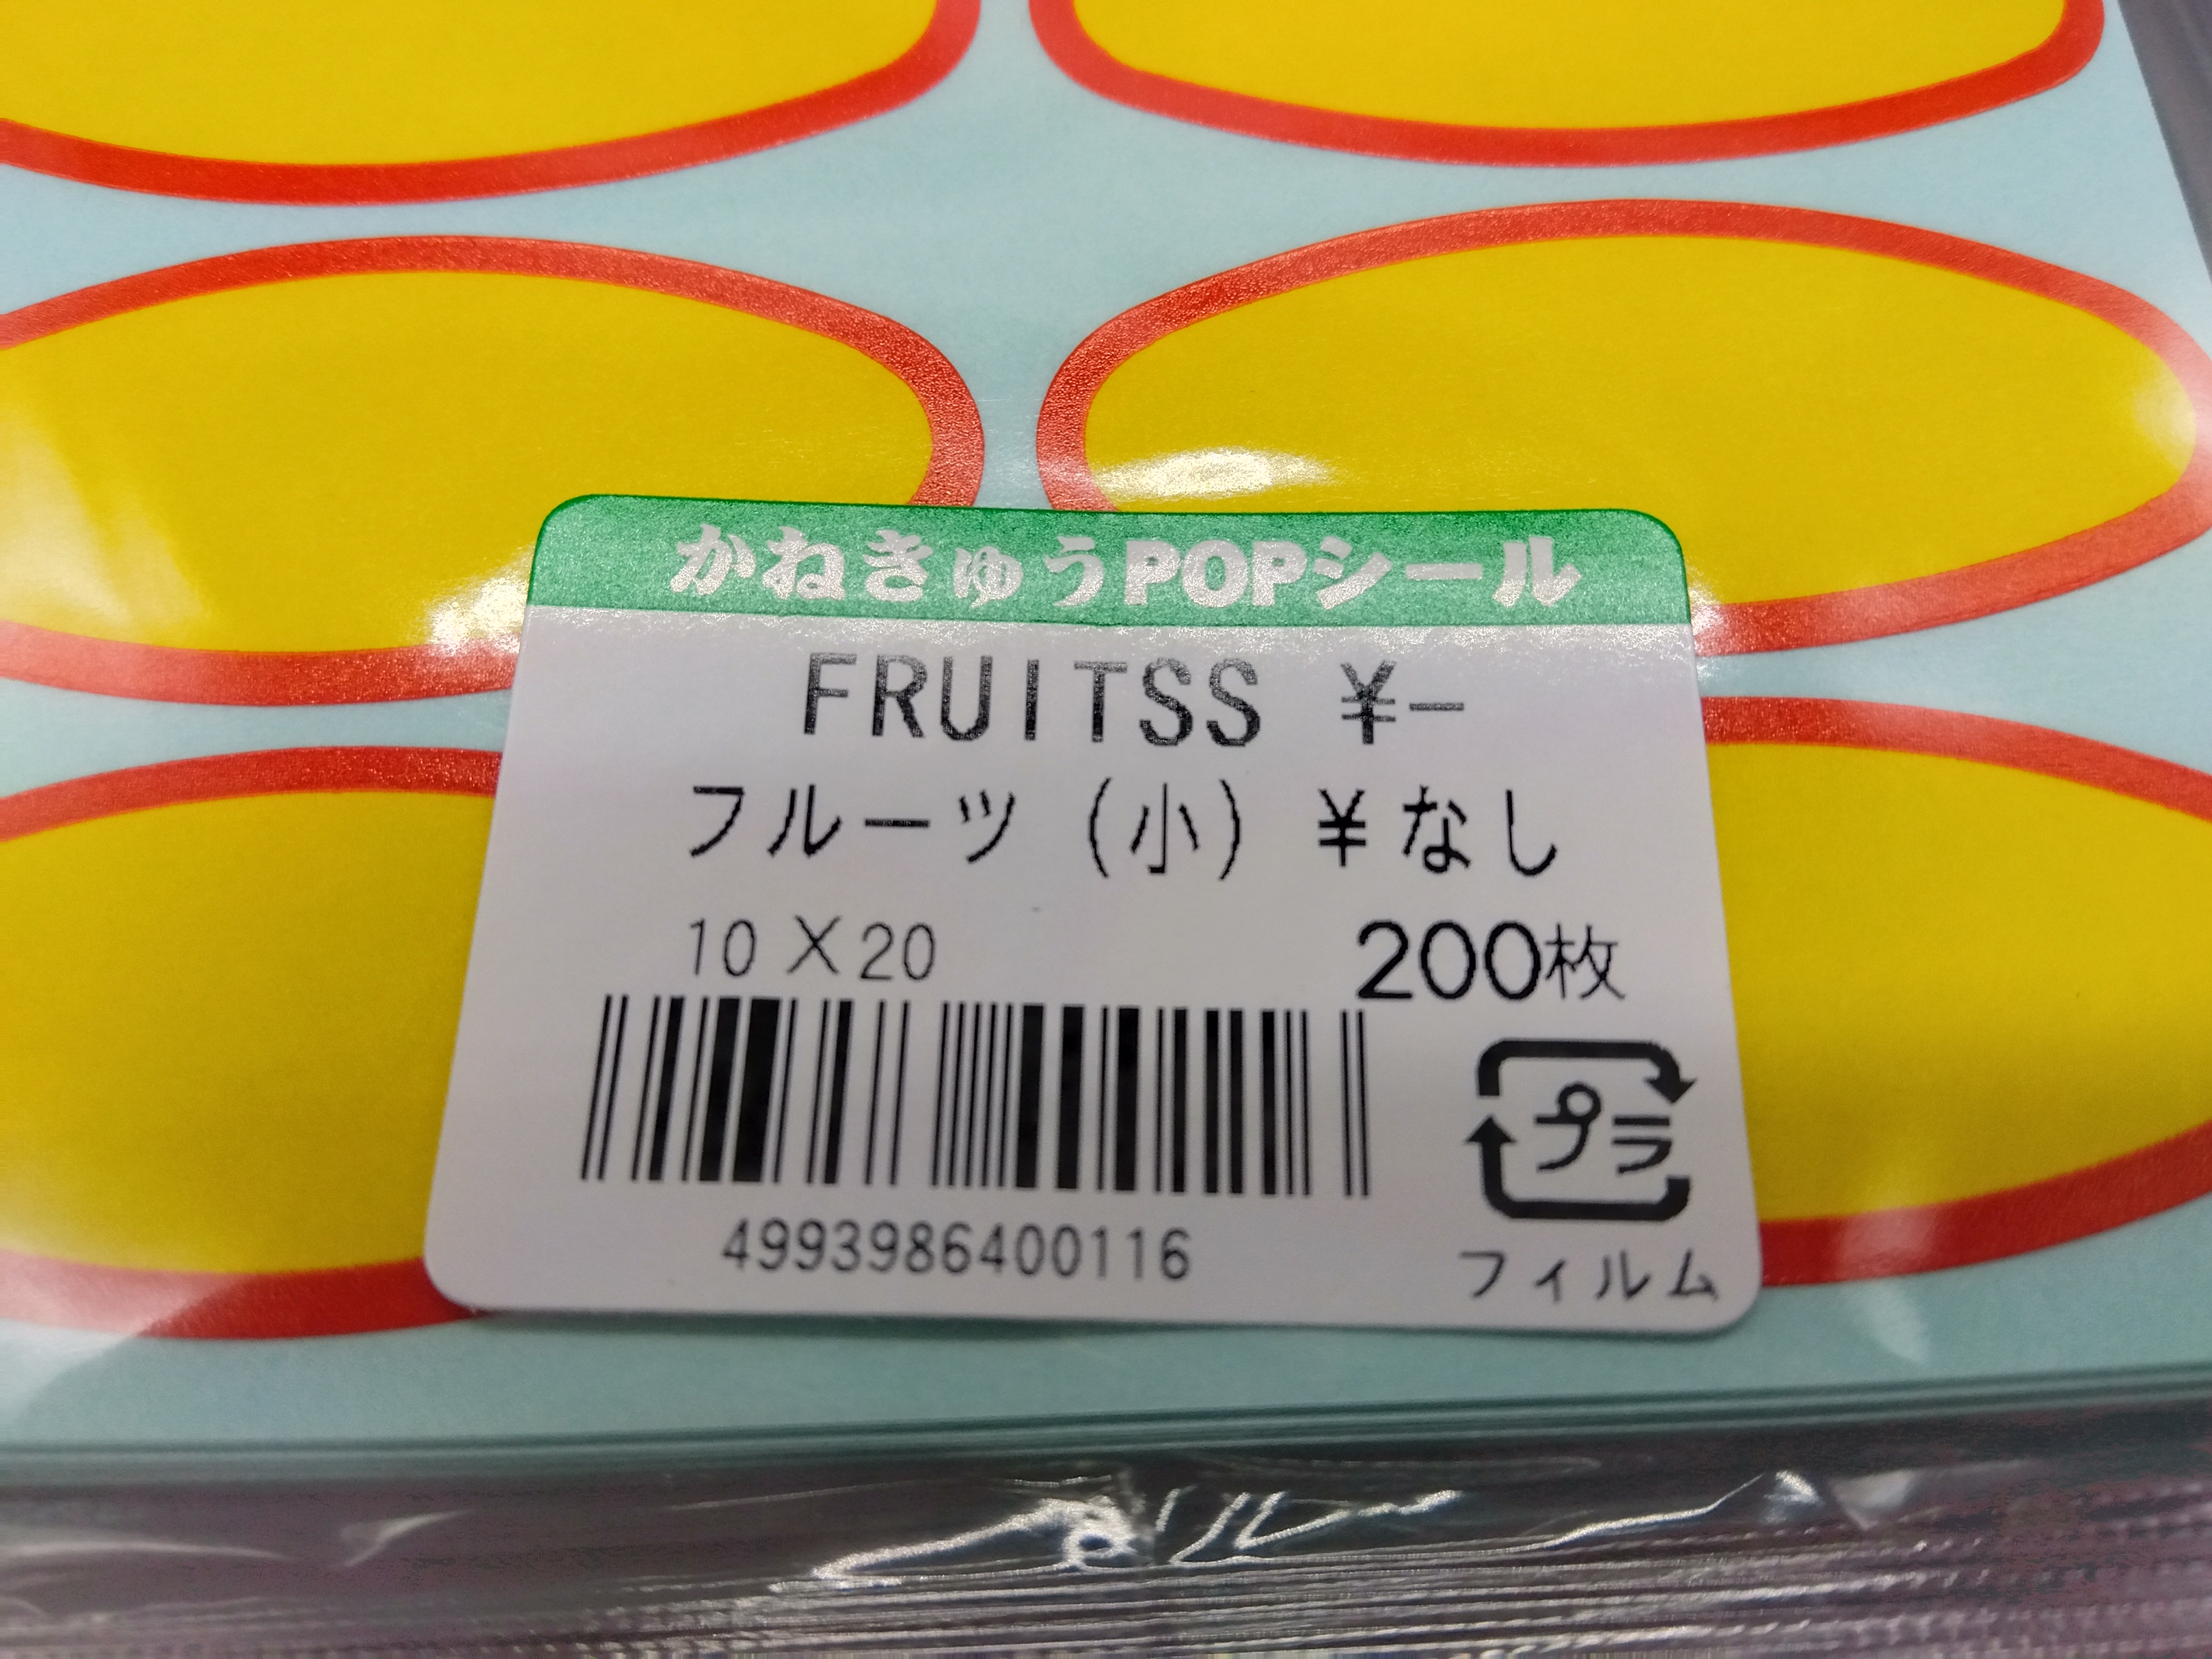 かねきゅうPOPシール
FRUITSS ¥−
フルーツ（小）¥なし
10×20 200枚
プラ
4993986400116
フィルム